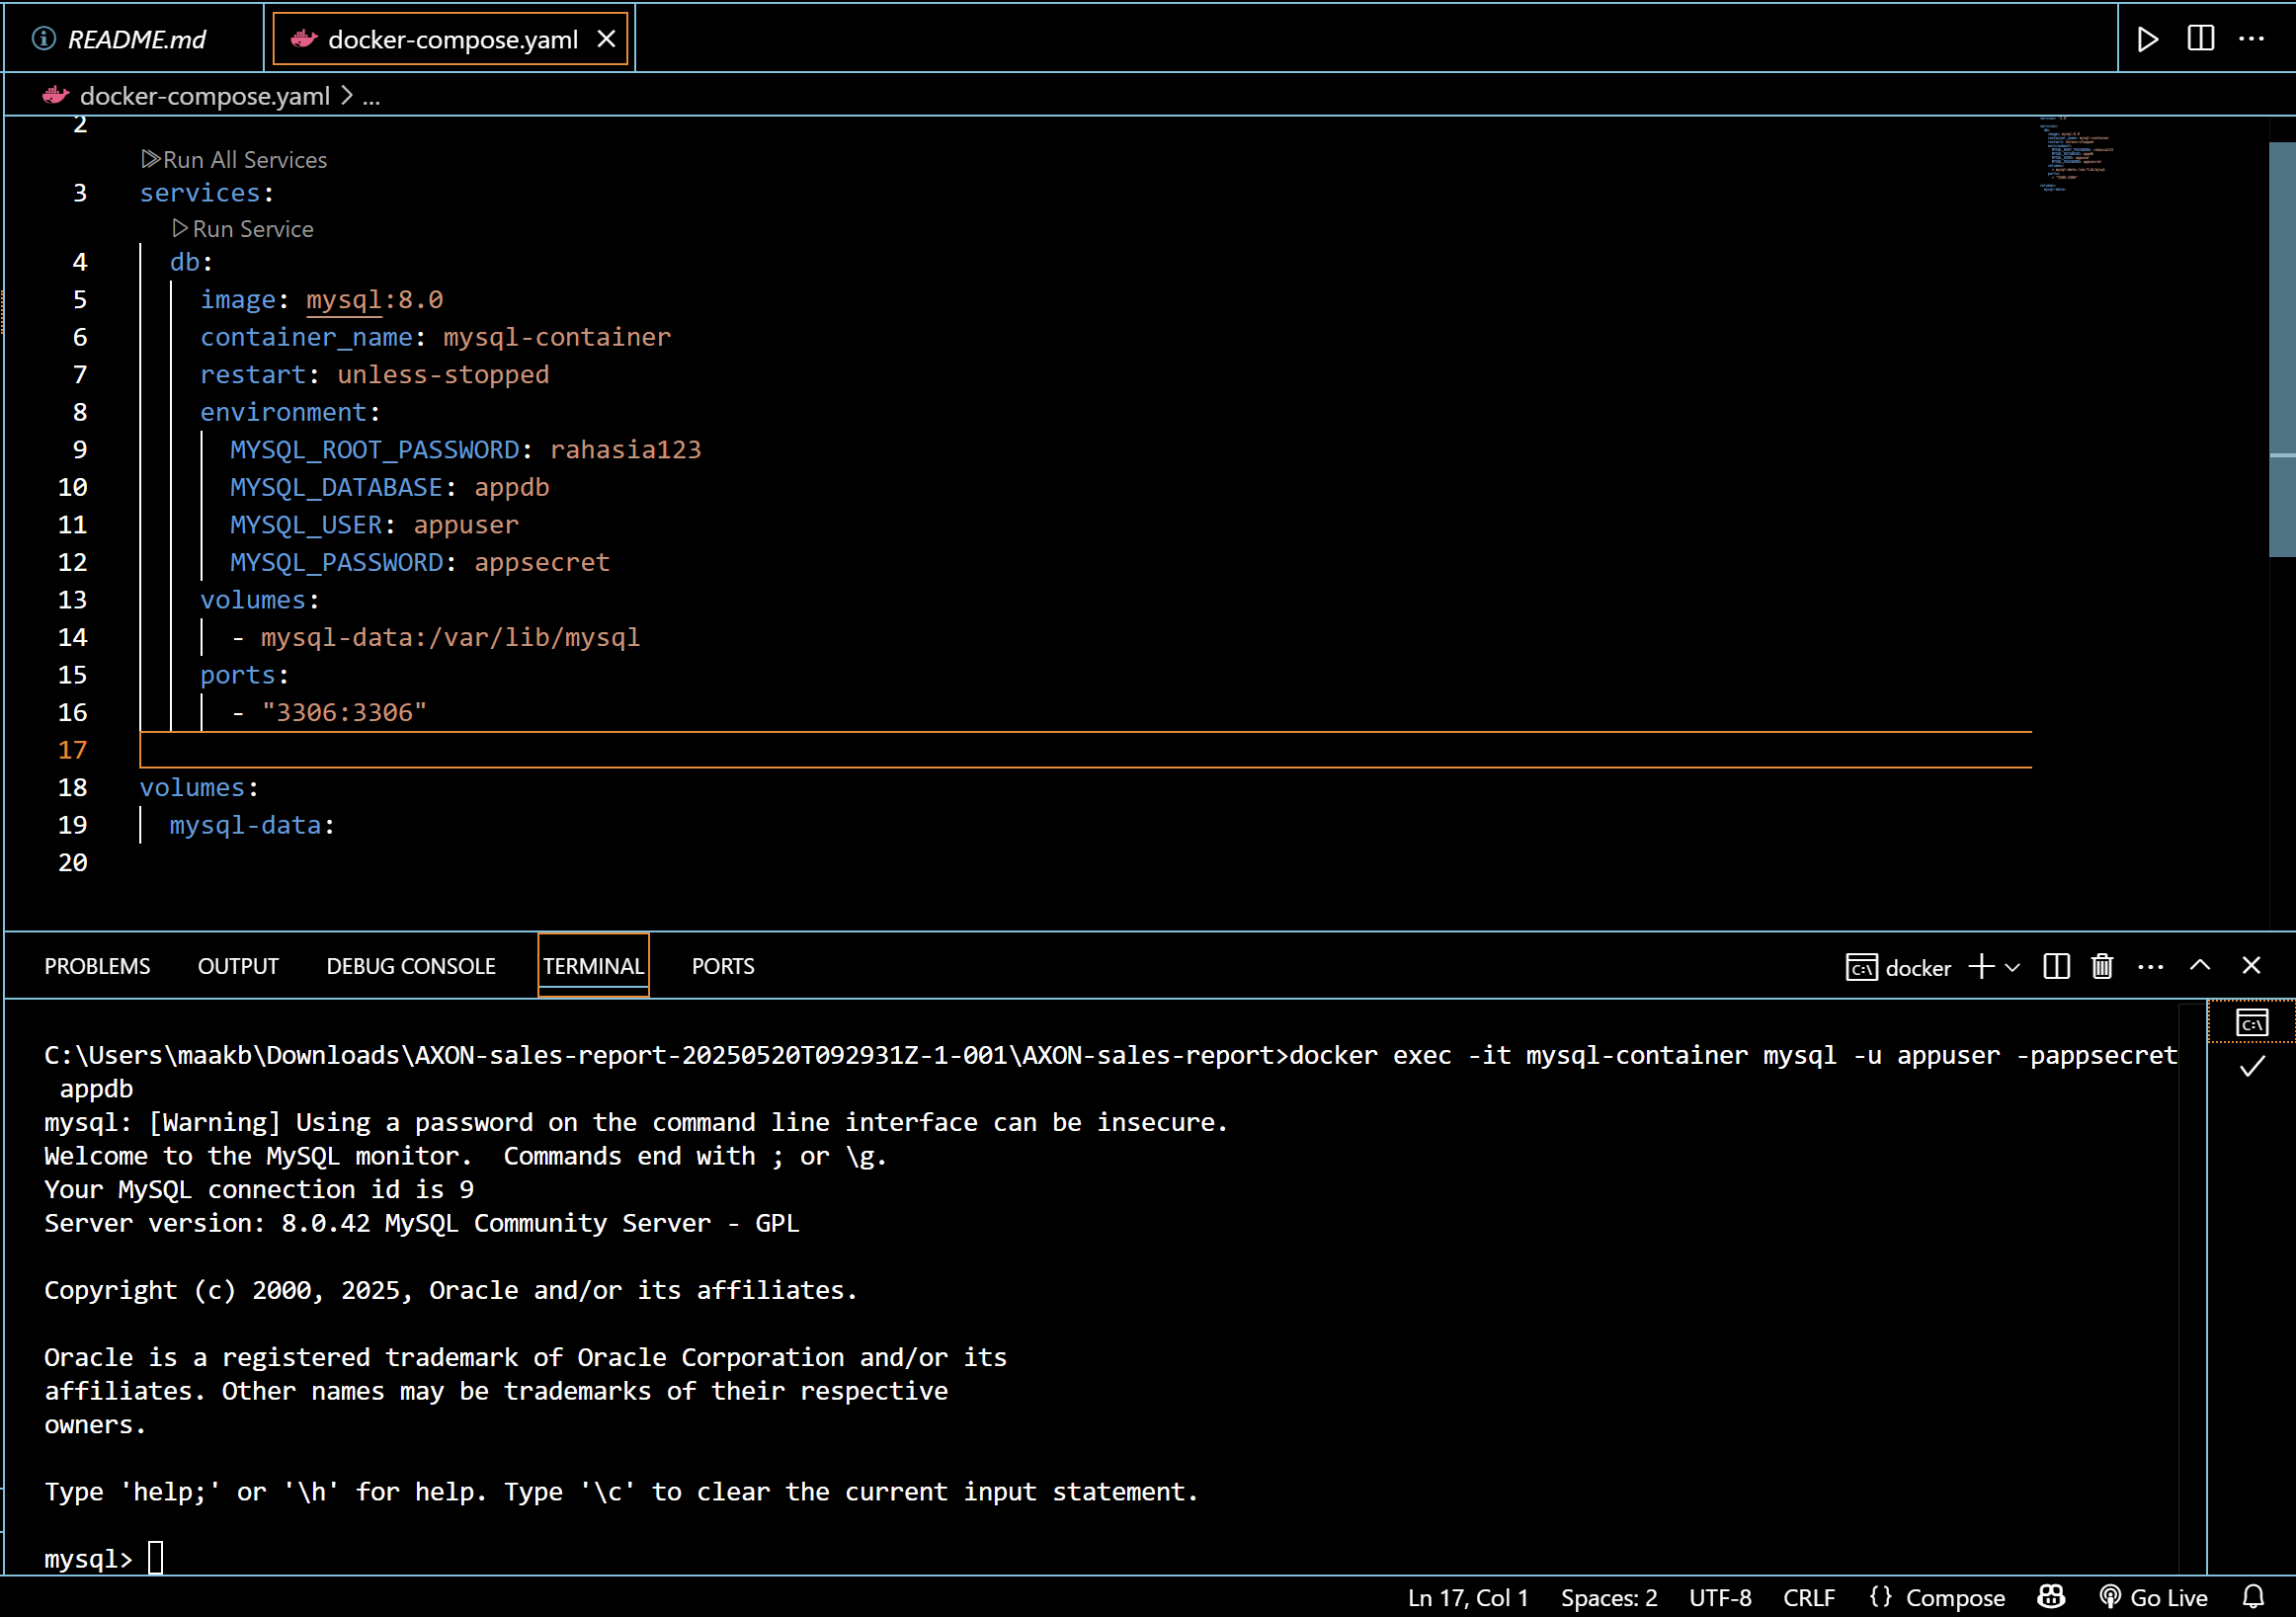 README.md
docker-compose.yaml
docker-compose.yaml > ...
2
Run All Services
3 services:
Run Service
4 db:
5 image: mysql:8.0
6 container_name: mysql-container
7 restart: unless-stopped
8 environment:
9 MYSQL_ROOT_PASSWORD: rahasia123
10 MYSQL_DATABASE: appdb
11 MYSQL_USER: appuser
12 MYSQL_PASSWORD: appsecret
13 volumes:
14 - mysql-data:/var/lib/mysql
15 ports:
16 - "3306:3306"
17
18 volumes:
19 mysql-data:
20
PROBLEMS OUTPUT DEBUG CONSOLE TERMINAL PORTS docker
C:\Users\maakb\Downloads\AXON-sales-report-20250520T092931Z-1-001\AXON-sales-report>docker exec -it mysql-container mysql -u appuser -pappsecret
appdb
mysql: [Warning] Using a password on the command line interface can be insecure.
Welcome to the MySQL monitor.  Commands end with ; or \g.
Your MySQL connection id is 9
Server version: 8.0.42 MySQL Community Server - GPL
Copyright (c) 2000, 2025, Oracle and/or its affiliates.
Oracle is a registered trademark of Oracle Corporation and/or its
affiliates. Other names may be trademarks of their respective
owners.
Type 'help;' or '\h' for help. Type '\c' to clear the current input statement.
mysql>
Ln 17, Col 1 Spaces: 2 UTF-8 CRLF {} Compose Go Live